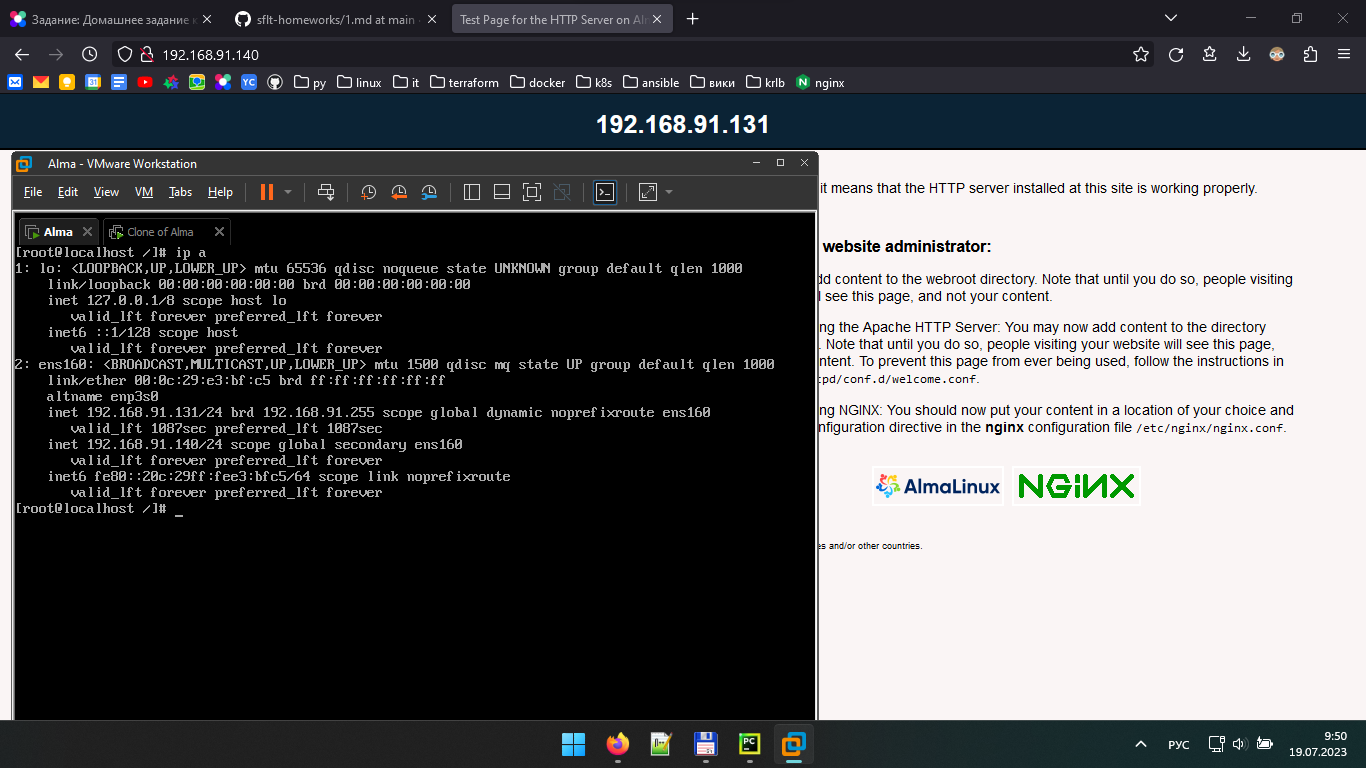 Задание: Домашнее задание к
sflt-homeworks/1.md at main ·
Test Page for the HTTP Server on Al
192.168.91.140
py
linux
it
terraform
docker
k8s
ansible
вики
krlb
nginx
192.168.91.131
Alma - VMware Workstation
File Edit View VM Tabs Help
Alma
Clone of Alma
[root@localhost /]# ip a
1: lo: <LOOPBACK,UP,LOWER_UP> mtu 65536 qdisc noqueue state UNKNOWN group default qlen 1000
link/loopback 00:00:00:00:00:00 brd 00:00:00:00:00:00
inet 127.0.0.1/8 scope host lo
valid_lft forever preferred_lft forever
inet6 ::1/128 scope host
valid_lft forever preferred_lft forever
2: ens160: <BROADCAST,MULTICAST,UP,LOWER_UP> mtu 1500 qdisc mq state UP group default qlen 1000
link/ether 00:0c:29:e3:bf:c5 brd ff:ff:ff:ff:ff:ff
altname enp3s0
inet 192.168.91.131/24 brd 192.168.91.255 scope global dynamic noprefixroute ens160
valid_lft 1087sec preferred_lft 1087sec
inet 192.168.91.140/24 scope global secondary ens160
valid_lft forever preferred_lft forever
inet6 fe80::20c:29ff:fee3:bfc5/64 scope link noprefixroute
valid_lft forever preferred_lft forever
[root@localhost /]# _
it means that the HTTP server installed at this site is working properly.
website administrator:
dd content to the webroot directory. Note that until you do so, people visiting
l see this page, and not your content.
ng the Apache HTTP Server: You may now add content to the directory
. Note that until you do so, people visiting your website will see this page,
ntent. To prevent this page from ever being used, follow the instructions in
tpd/conf.d/welcome.conf.
ng NGINX: You should now put your content in a location of your choice and
nfiguration directive in the nginx configuration file /etc/nginx/nginx.conf.
AlmaLinux
NGINX
es and/or other countries.
РУС
9:50
19.07.2023